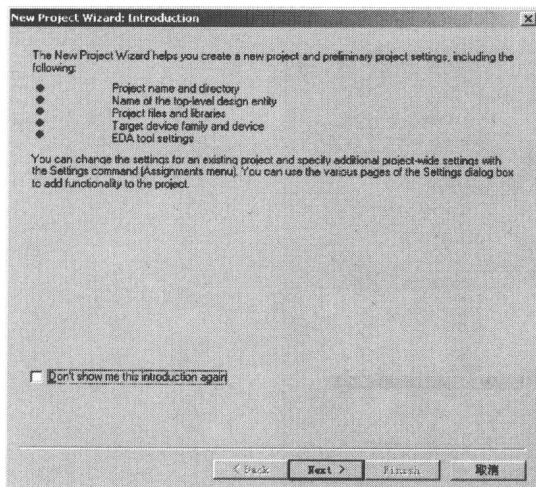 New Project Wizard: Introduction
The New Project Wizard helps you create a new project and preliminary project settings, including the
following:
Project name and directory
Name of the top-level design entity
Project files and libraries
Target device family and device
EDA tool settings
You can change the settings for an existing project and specify additional project-wide settings with
the Settings command (Assignments menu). You can use the various pages of the Settings dialog box
to add functionality to the project.
Don't show me this introduction again
< Back Next > Finish 取消